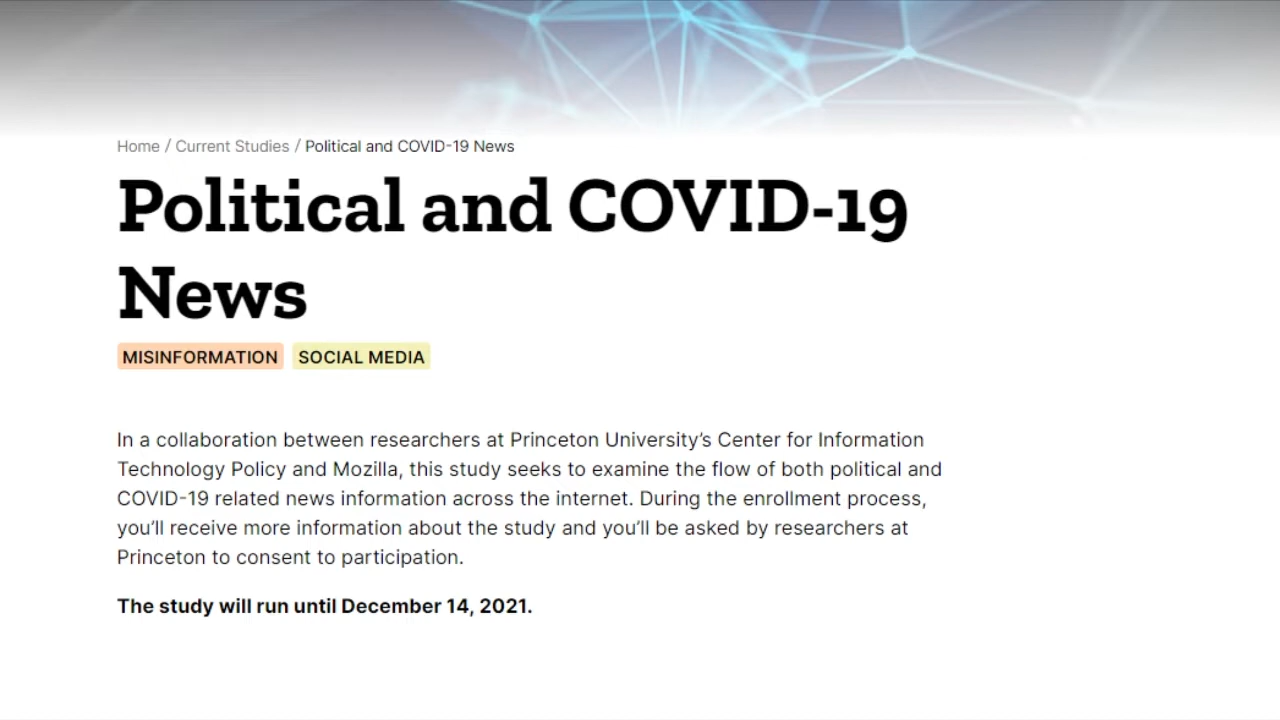 Home / Current Studies / Political and COVID-19 News
Political and COVID-19
News
MISINFORMATION SOCIAL MEDIA
In a collaboration between researchers at Princeton University’s Center for Information
Technology Policy and Mozilla, this study seeks to examine the flow of both political and
COVID-19 related news information across the internet. During the enrollment process,
you’ll receive more information about the study and you’ll be asked by researchers at
Princeton to consent to participation.
The study will run until December 14, 2021.